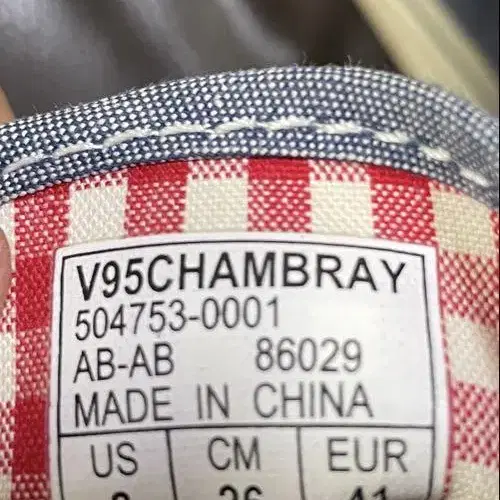 V95CHAMBRAY
504753-0001
AB-AB 86029
MADE IN CHINA
US CM EUR